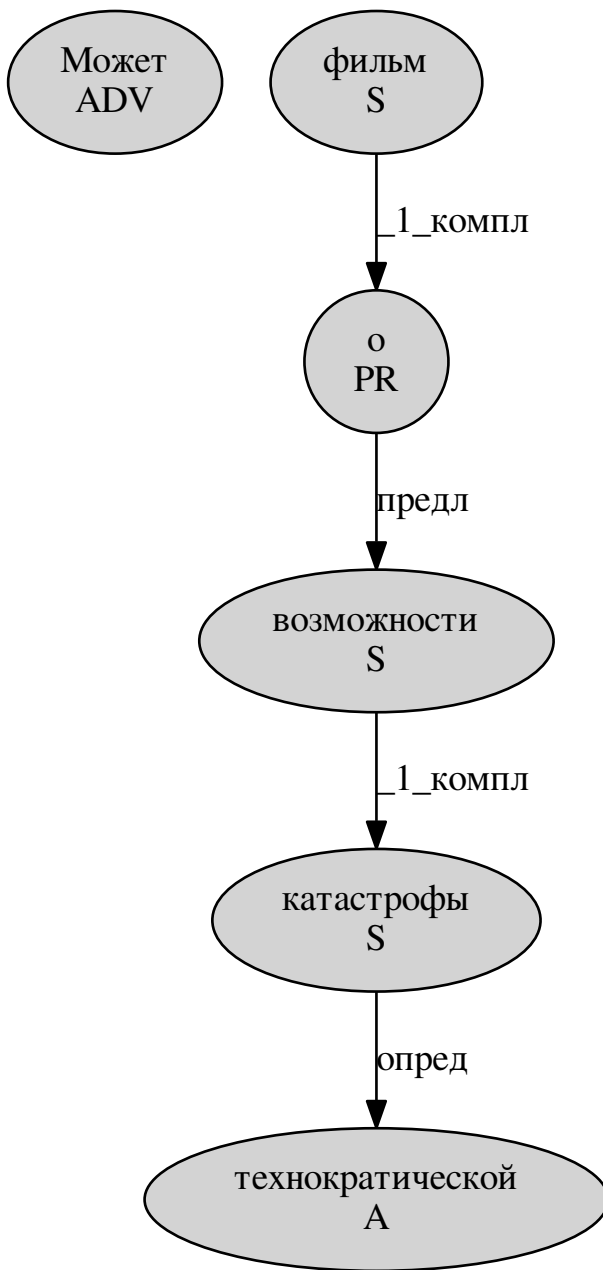 Может
ADV
фильм
S
_1_компл
о
PR
предл
возможности
S
_1_компл
катастрофы
S
опред
технократической
A